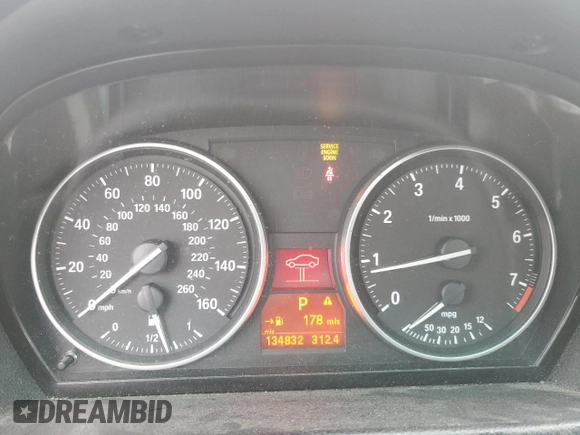 SERVICE
ENGINE
SOON
0 20 40 60 80 100 120 140 160
20 40 80 100 120 140 160 180 200 220 240 260
km/h
mph
0 1/2 1
0 1 2 3 4 5 6 7
1/min x 1000
mpg
50 30 20 15 12
P
178 mls
mls
134832 312.4
DREAMBID